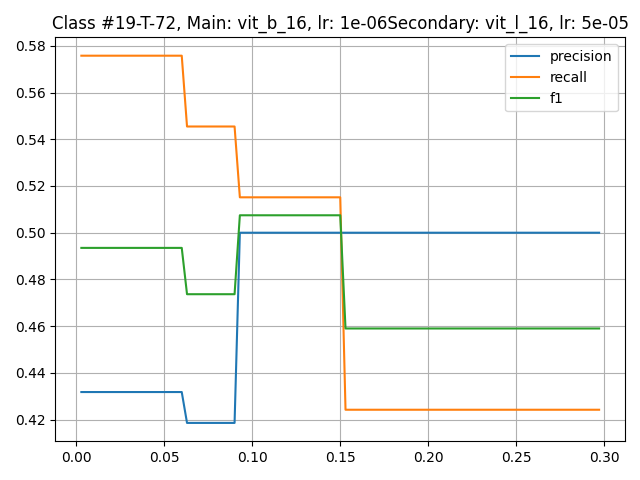 Class #19-T-72, Main: vit_b_16, lr: 1e-06Secondary: vit_l_16, lr: 5e-05
precision
recall
f1
0.58
0.56
0.54
0.52
0.50
0.48
0.46
0.44
0.42
0.00 0.05 0.10 0.15 0.20 0.25 0.30